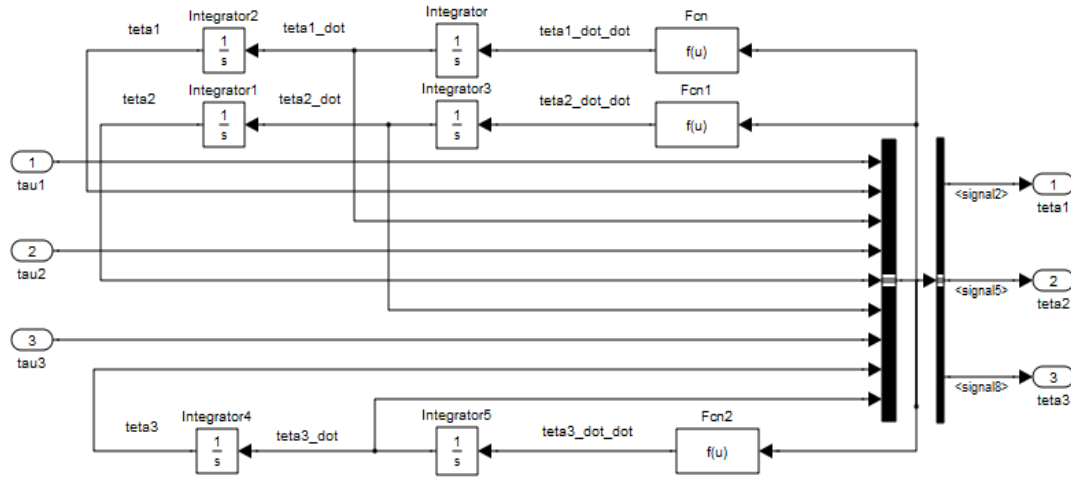 Integrator2
Integrator
Fcn
teta1
1
s
teta1_dot
1
s
teta1_dot_dot
f(u)
Integrator1
Integrator3
Fcn1
teta2
1
s
teta2_dot
1
s
teta2_dot_dot
f(u)
1
tau1
<signal2>
1
teta1
2
tau2
<signal5>
2
teta2
3
tau3
<signal8>
3
teta3
Integrator4
Integrator5
Fcn2
teta3
1
s
teta3_dot
1
s
teta3_dot_dot
f(u)